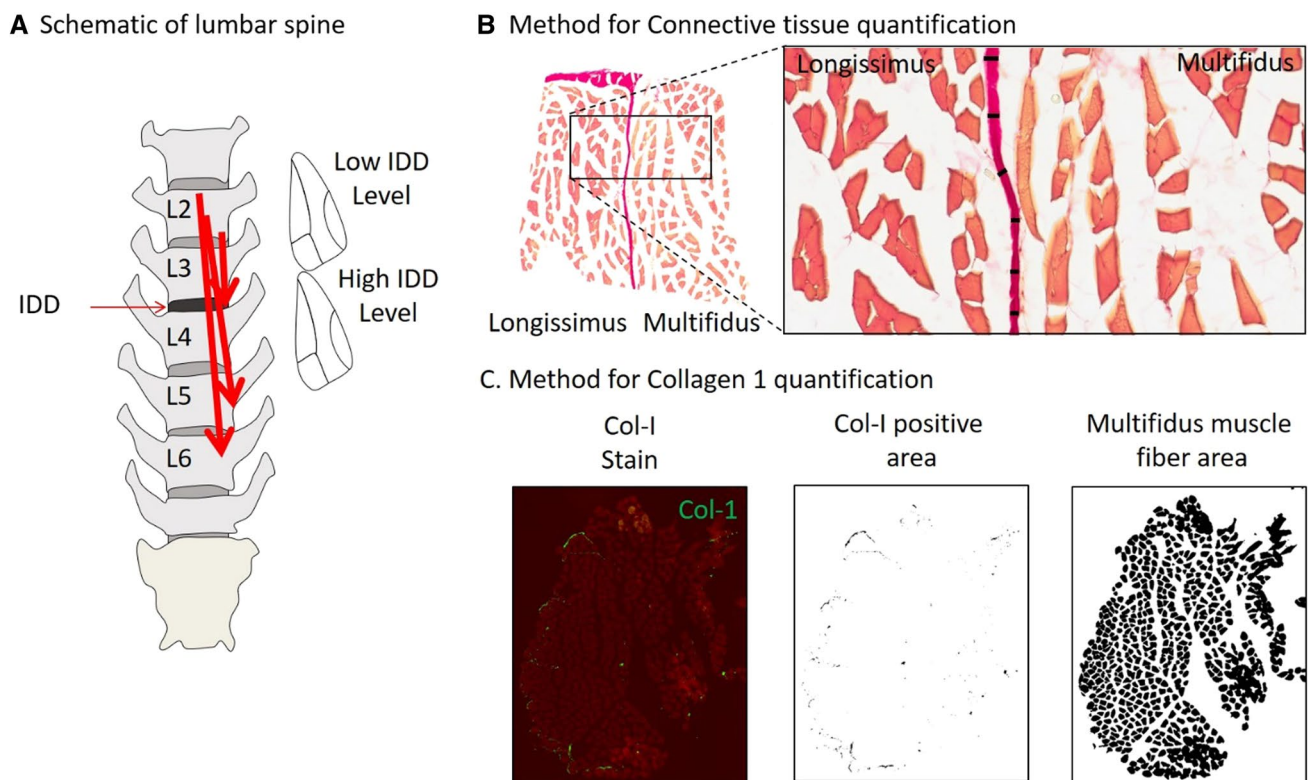 A Schematic of lumbar spine
L2
L3
L4
L5
L6
IDD
Low IDD
Level
High IDD
Level
B Method for Connective tissue quantification
Longissimus Multifidus
Longissimus Multifidus
C. Method for Collagen 1 quantification
Col-I
Stain
Col-1
Col-I positive
area
Multifidus muscle
fiber area